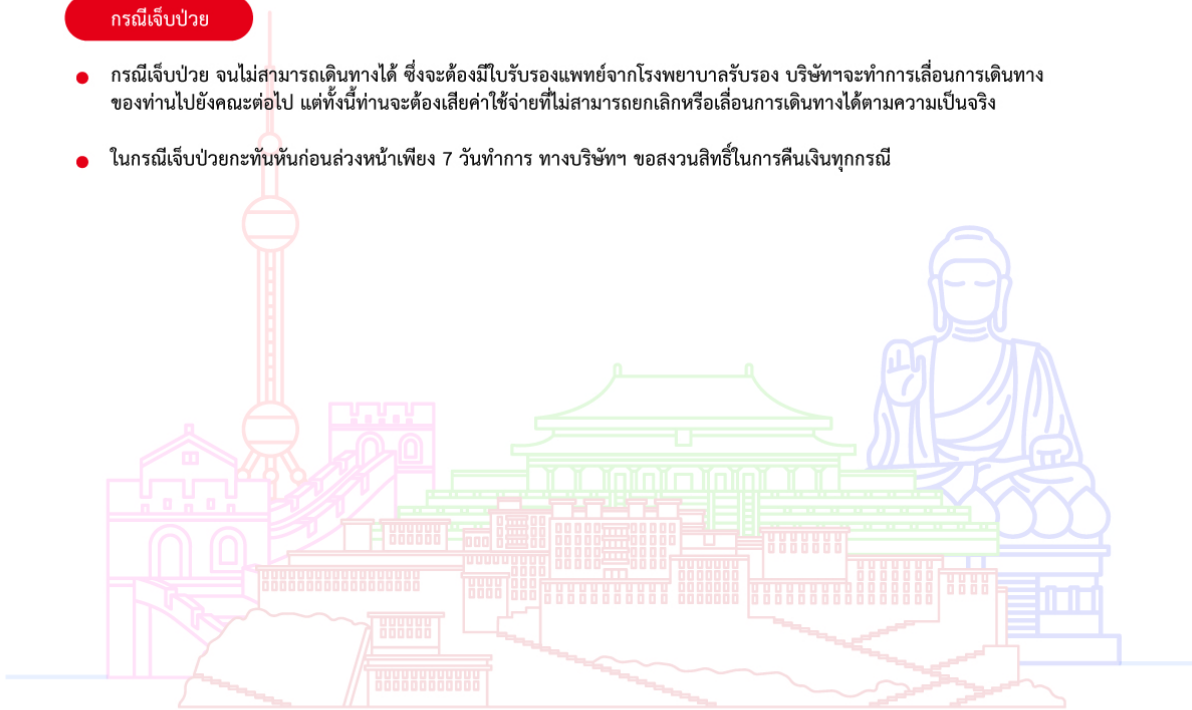 กรณีเจ็บป่วย
กรณีเจ็บป่วย จนไม่สามารถเดินทางได้ ซึ่งจะต้องมีใบรับรองแพทย์จากโรงพยาบาลรับรอง บริษัทฯจะทำการเลื่อนการเดินทาง
ของท่านไปยังคณะต่อไป แต่ทั้งนี้ท่านจะต้องเสียค่าใช้จ่ายที่ไม่สามารถยกเลิกหรือเลื่อนการเดินทางได้ตามความเป็นจริง
ในกรณีเจ็บป่วยกะทันหันก่อนล่วงหน้าเพียง 7 วันทำการ ทางบริษัทฯ ขอสงวนสิทธิ์ในการคืนเงินทุกกรณี